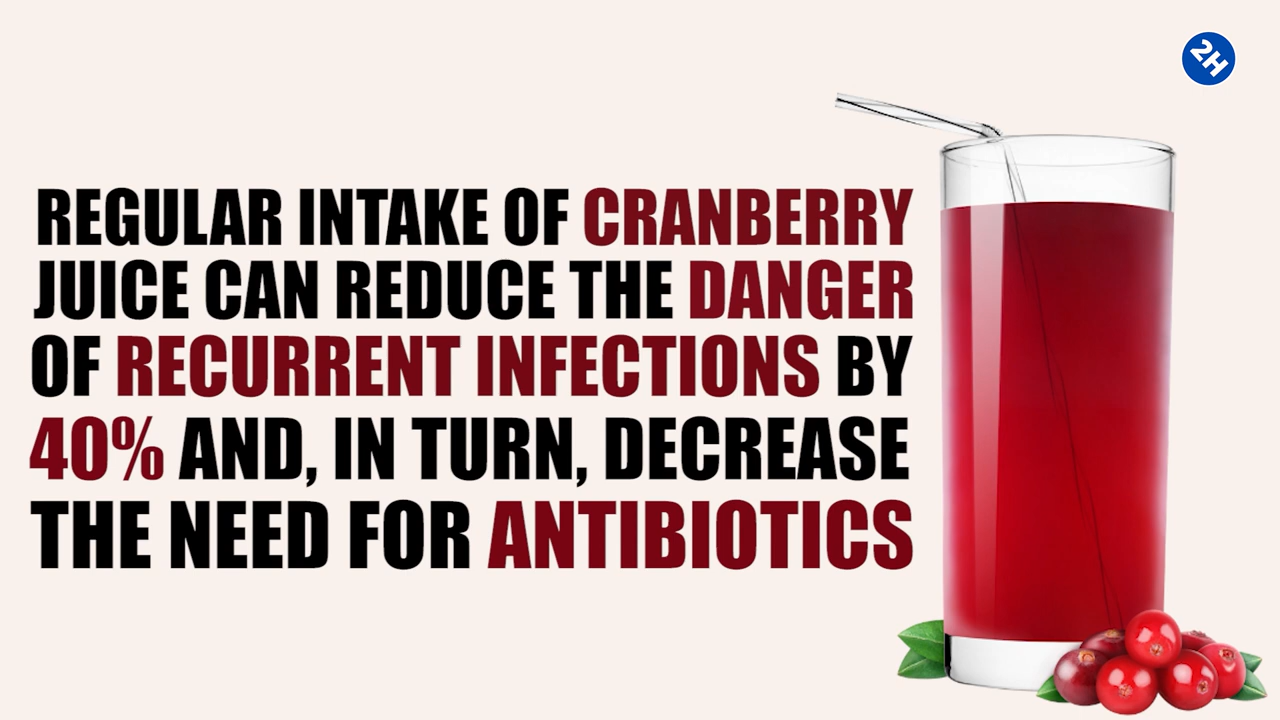 2H
REGULAR INTAKE OF CRANBERRY
JUICE CAN REDUCE THE DANGER
OF RECURRENT INFECTIONS BY
40% AND, IN TURN, DECREASE
THE NEED FOR ANTIBIOTICS